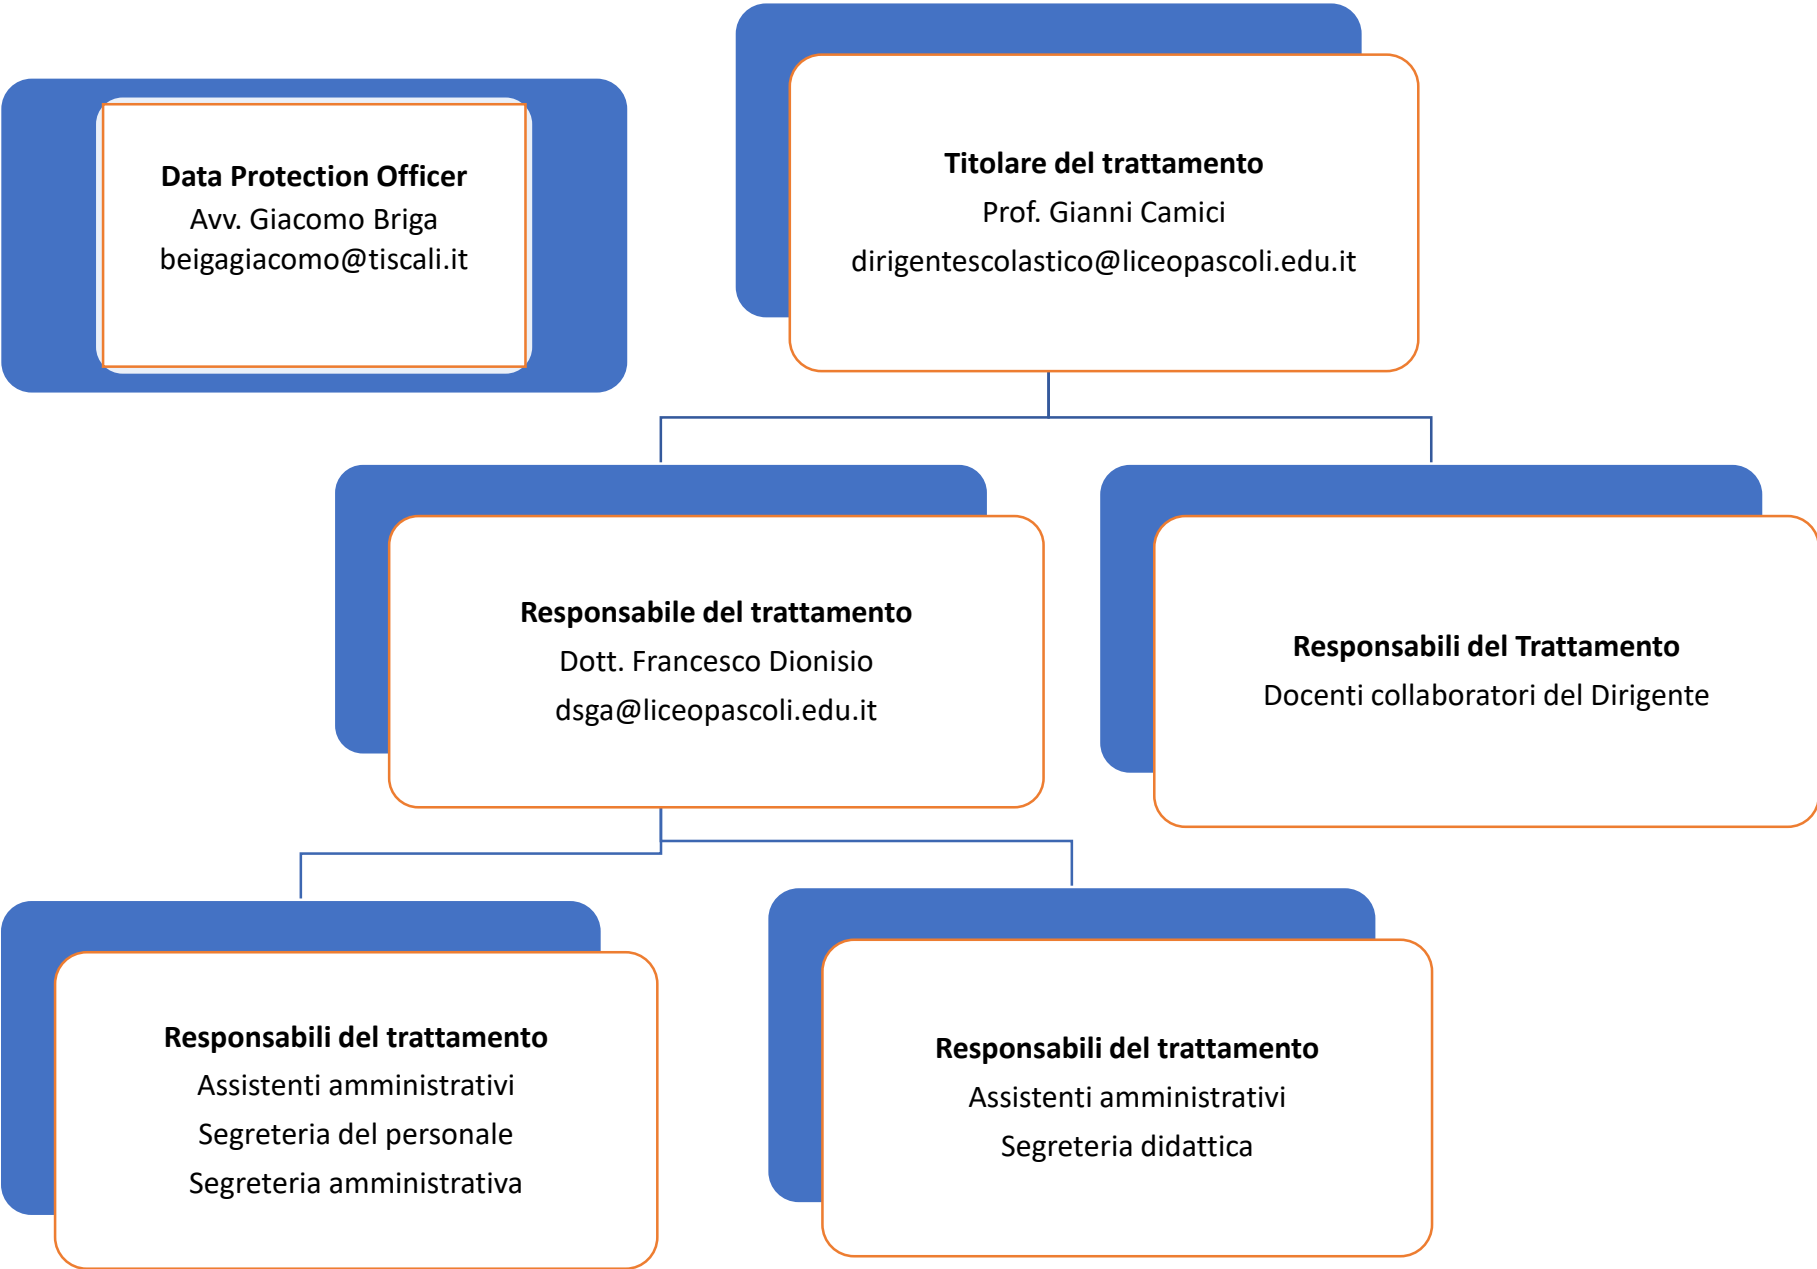 Data Protection Officer
Avv. Giacomo Briga
beigagiacomo@tiscali.it
Titolare del trattamento
Prof. Gianni Camici
dirigentescolastico@liceopascoli.edu.it
Responsabile del trattamento
Dott. Francesco Dionisio
dsga@liceopascoli.edu.it
Responsabili del Trattamento
Docenti collaboratori del Dirigente
Responsabili del trattamento
Assistenti amministrativi
Segreteria del personale
Segreteria amministrativa
Responsabili del trattamento
Assistenti amministrativi
Segreteria didattica